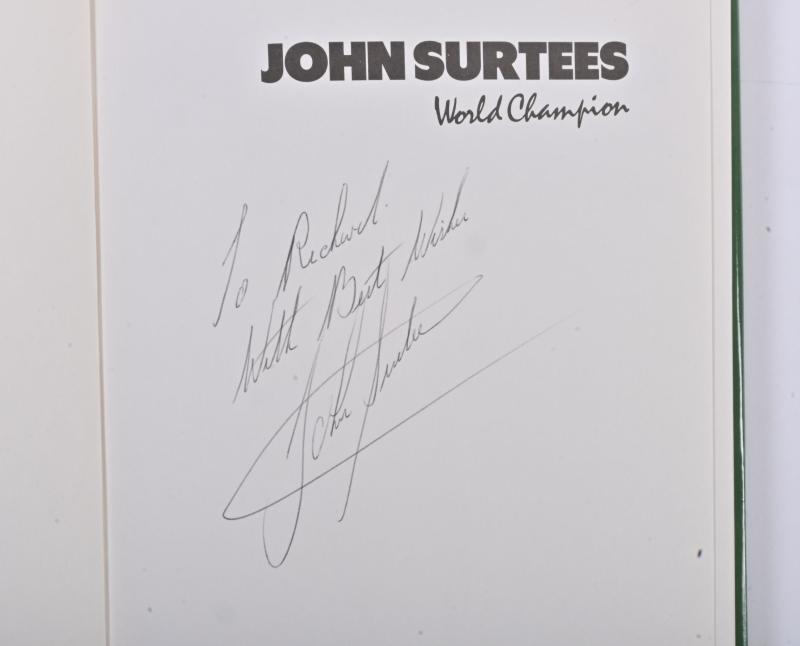 JOHN SURTEES
World Champion
To Richard.
With Best Wishes
John Surtees